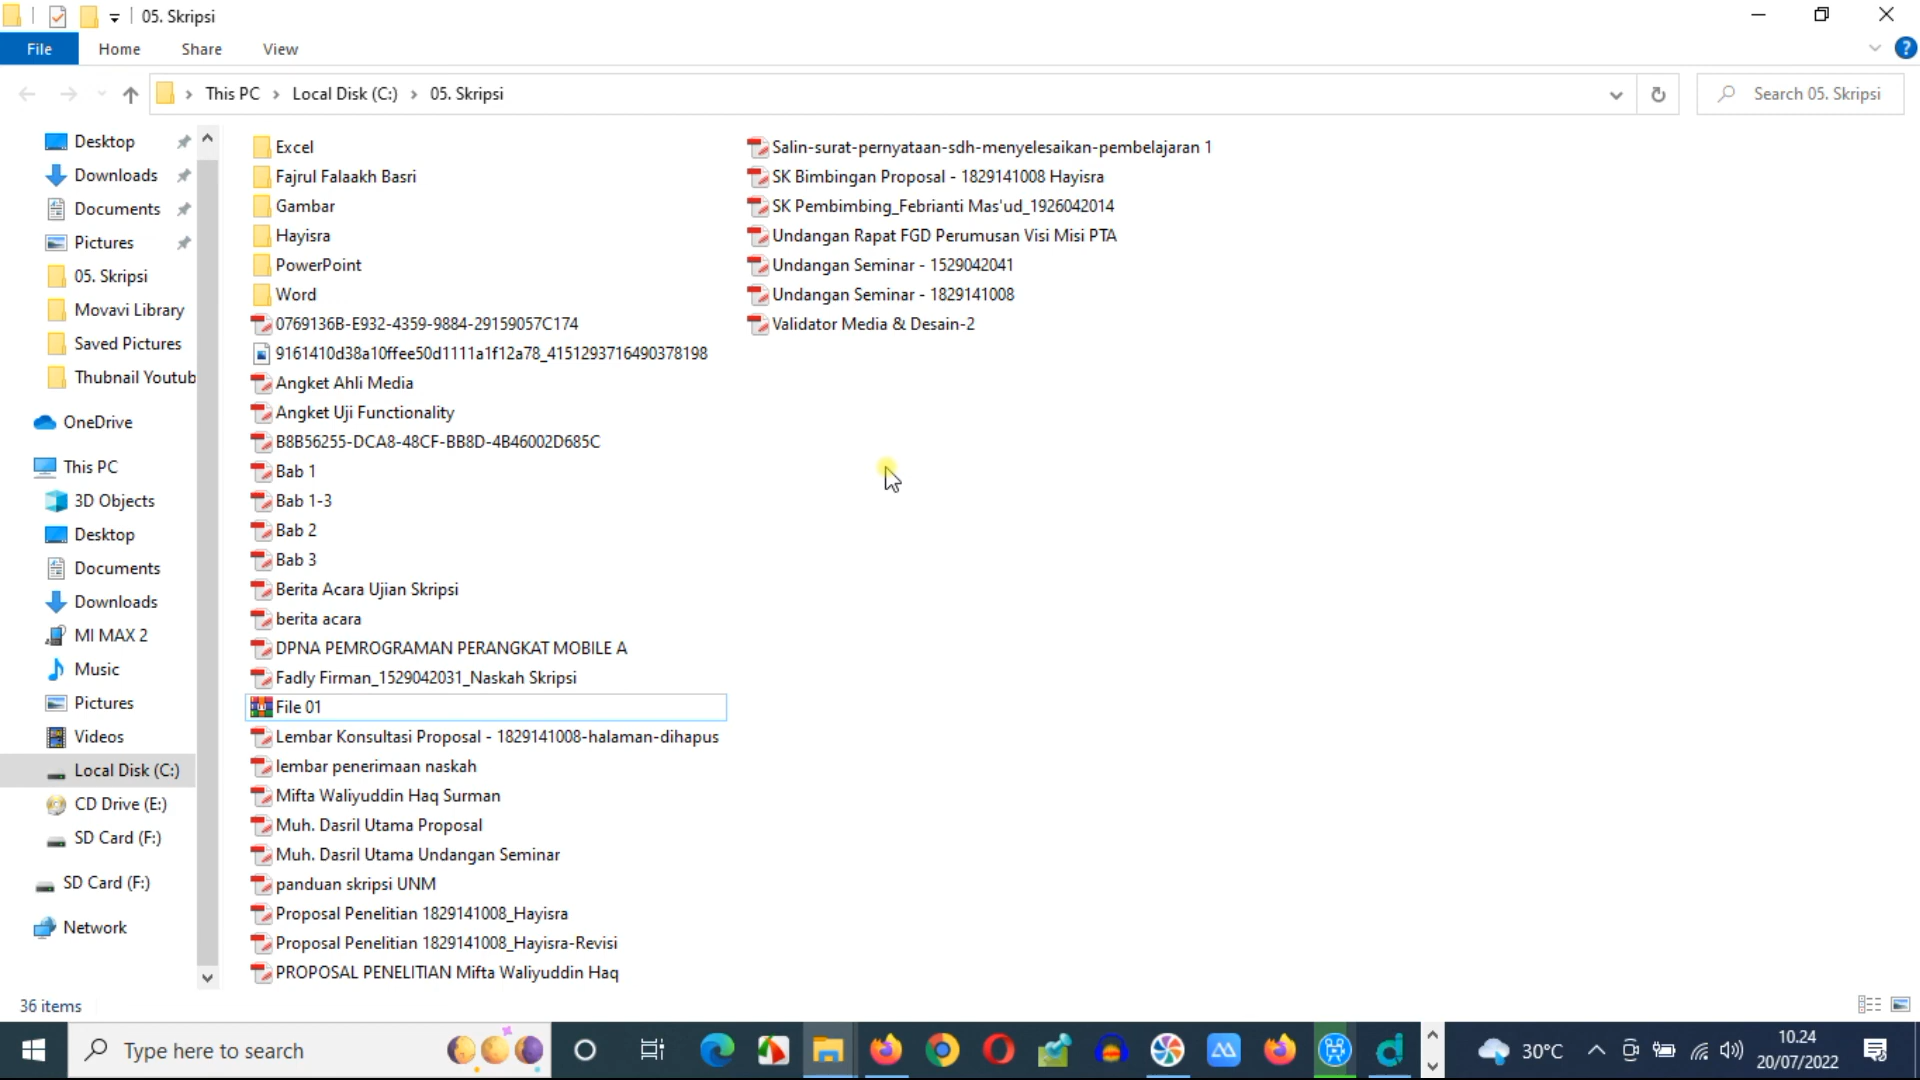 05. Skripsi
File Home Share View
This PC Local Disk (C:) 05. Skripsi
Search 05. Skripsi
Desktop
Downloads
Documents
Pictures
05. Skripsi
Movavi Library
Saved Pictures
Thubnail Youtub
OneDrive
This PC
3D Objects
Desktop
Documents
Downloads
MI MAX 2
Music
Pictures
Videos
Local Disk (C:)
CD Drive (E:)
SD Card (F:)
SD Card (F:)
Network
Excel
Fajrul Falaakh Basri
Gambar
Hayisra
PowerPoint
Word
0769136B-E932-4359-9884-29159057C174
9161410d38a10ffee50d1111a1f12a78_4151293716490378198
Angket Ahli Media
Angket Uji Functionality
B8B56255-DCA8-48CF-BB8D-4B46002D685C
Bab 1
Bab 1-3
Bab 2
Bab 3
Berita Acara Ujian Skripsi
berita acara
DPNA PEMROGRAMAN PERANGKAT MOBILE A
Fadly Firman_1529042031_Naskah Skripsi
File 01
Lembar Konsultasi Proposal - 1829141008-halaman-dihapus
lembar penerimaan naskah
Mifta Waliyuddin Haq Surman
Muh. Dasril Utama Proposal
Muh. Dasril Utama Undangan Seminar
panduan skripsi UNM
Proposal Penelitian 1829141008_Hayisra
Proposal Penelitian 1829141008_Hayisra-Revisi
PROPOSAL PENELITIAN Mifta Waliyuddin Haq
Salin-surat-pernyataan-sdh-menyelesaikan-pembelajaran 1
SK Bimbingan Proposal - 1829141008 Hayisra
SK Pembimbing_Febrianti Mas'ud_1926042014
Undangan Rapat FGD Perumusan Visi Misi PTA
Undangan Seminar - 1529042041
Undangan Seminar - 1829141008
Validator Media & Desain-2
36 items
Type here to search
30°C
10.24
20/07/2022